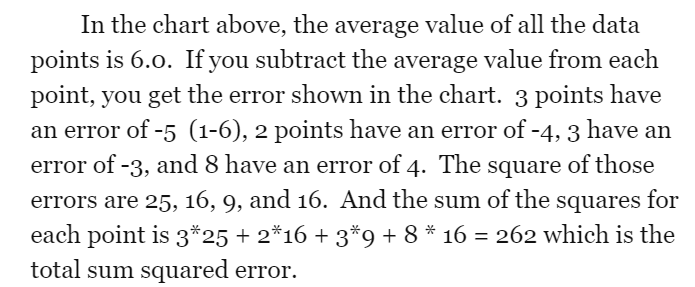 In the chart above, the average value of all the data
points is 6.0.  If you subtract the average value from each
point, you get the error shown in the chart.  3 points have
an error of -5  (1-6), 2 points have an error of -4, 3 have an
error of -3, and 8 have an error of 4.  The square of those
errors are 25, 16, 9, and 16.  And the sum of the squares for
each point is 3*25 + 2*16 + 3*9 + 8 * 16 = 262 which is the
total sum squared error.